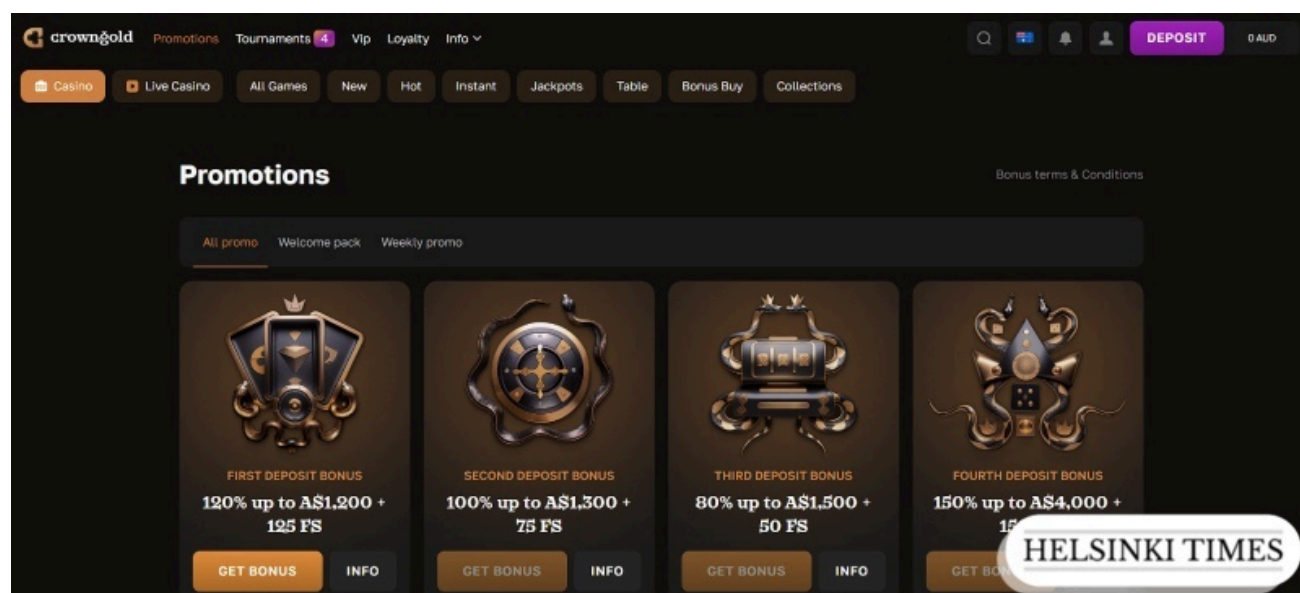 crowngold Promotions Tournaments 4 Vip Loyalty Info DEPOSIT 0 AUD
Casino Live Casino All Games New Hot Instant Jackpots Table Bonus Buy Collections
Promotions Bonus terms & Conditions
All promo Welcome pack Weekly promo
FIRST DEPOSIT BONUS
120% up to A$1,200 +
125 FS
GET BONUS INFO
SECOND DEPOSIT BONUS
100% up to A$1,300 +
75 FS
GET BONUS INFO
THIRD DEPOSIT BONUS
80% up to A$1,500 +
50 FS
GET BONUS INFO
FOURTH DEPOSIT BONUS
150% up to A$4,000 +
GET
HELSINKI TIMES